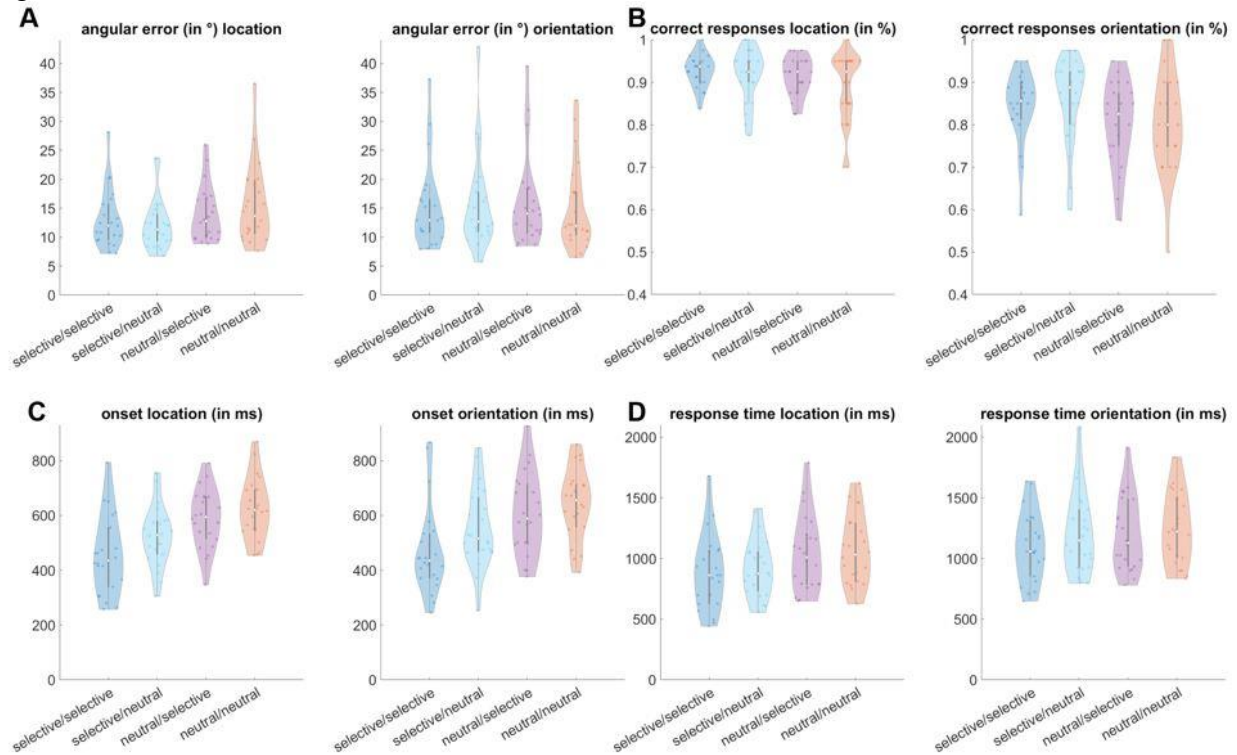 A
angular error (in °) location
40
35
30
25
20
15
10
5
0
selective/selective
selective/neutral
neutral/selective
neutral/neutral
angular error (in °) orientation
40
35
30
25
20
15
10
5
0
selective/selective
selective/neutral
neutral/selective
neutral/neutral
B
correct responses location (in %)
1
0.9
0.8
0.7
0.6
0.5
0.4
selective/selective
selective/neutral
neutral/selective
neutral/neutral
correct responses orientation (in %)
1
0.9
0.8
0.7
0.6
0.5
0.4
selective/selective
selective/neutral
neutral/selective
neutral/neutral
C
onset location (in ms)
800
600
400
200
0
selective/selective
selective/neutral
neutral/selective
neutral/neutral
onset orientation (in ms)
800
600
400
200
0
selective/selective
selective/neutral
neutral/selective
neutral/neutral
D
response time location (in ms)
2000
1500
1000
500
0
selective/selective
selective/neutral
neutral/selective
neutral/neutral
response time orientation (in ms)
2000
1500
1000
500
0
selective/selective
selective/neutral
neutral/selective
neutral/neutral